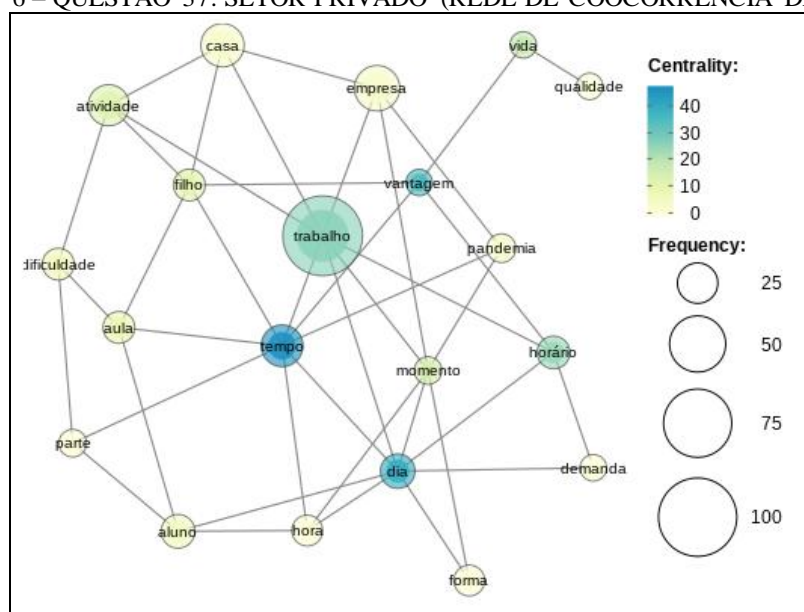 6 – QUESTÃO 37: SETOR PRIVADO (REDE DE COOCORRÊNCIA
casa
vida
Centrality:
qualidade
empresa
atividade
40
30
20
10
0
filho
vantagem
trabalho
pandemia
Frequency:
dificuldade
25
aula
tempo
horário
50
momento
75
parte
dia
demanda
100
aluno
hora
forma